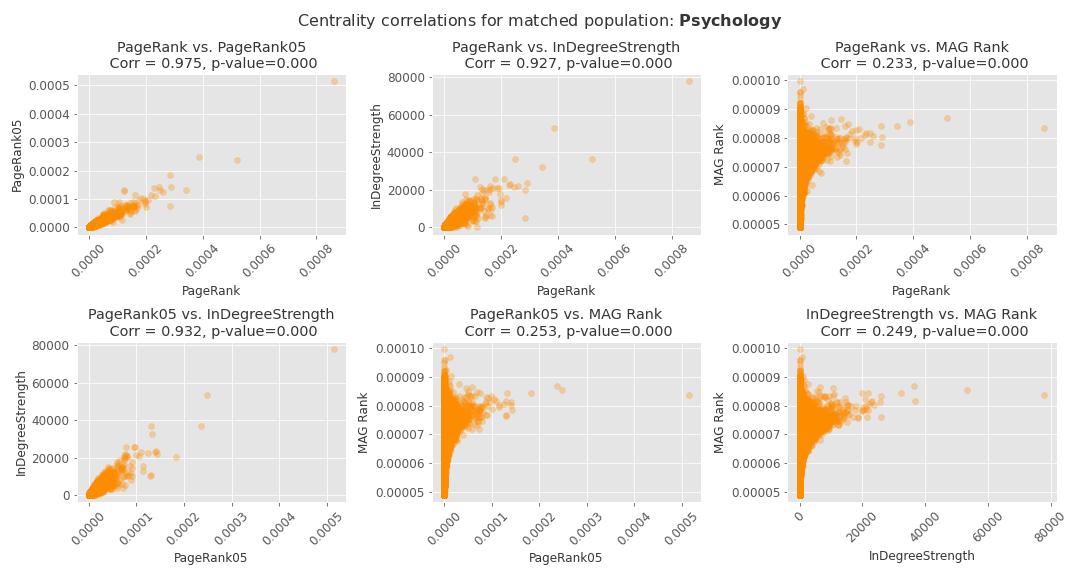 Centrality correlations for matched population: Psychology
PageRank vs. PageRank05
Corr = 0.975, p-value=0.000
PageRank05
0.0005
0.0004
0.0003
0.0002
0.0001
0.0000
0.0000
0.0002
0.0004
0.0006
0.0008
PageRank
PageRank vs. InDegreeStrength
Corr = 0.927, p-value=0.000
InDegreeStrength
80000
60000
40000
20000
0
0.0000
0.0002
0.0004
0.0006
0.0008
PageRank
PageRank vs. MAG Rank
Corr = 0.233, p-value=0.000
MAG Rank
0.00010
0.00009
0.00008
0.00007
0.00006
0.00005
0.0000
0.0002
0.0004
0.0006
0.0008
PageRank
PageRank05 vs. InDegreeStrength
Corr = 0.932, p-value=0.000
InDegreeStrength
80000
60000
40000
20000
0
0.0000
0.0001
0.0002
0.0003
0.0004
0.0005
PageRank05
PageRank05 vs. MAG Rank
Corr = 0.253, p-value=0.000
MAG Rank
0.00010
0.00009
0.00008
0.00007
0.00006
0.00005
0.0000
0.0001
0.0002
0.0003
0.0004
0.0005
PageRank05
InDegreeStrength vs. MAG Rank
Corr = 0.249, p-value=0.000
MAG Rank
0.00010
0.00009
0.00008
0.00007
0.00006
0.00005
0
20000
40000
60000
80000
InDegreeStrength